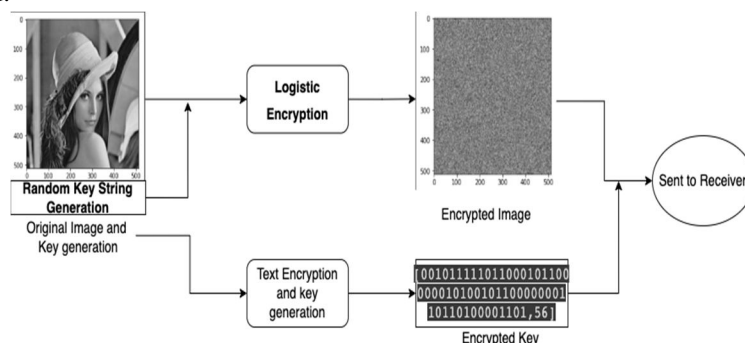 0
100
200
300
400
500
0 100 200 300 400 500
Random Key String
Generation
Original Image and
Key generation
Logistic
Encryption
0
100
200
300
400
500
0 100 200 300 400 500
Encrypted Image
Sent to Receiver
Text Encryption
and key
generation
[001011111011000101100
000010100101100000001
10110100001101,56]
Encrypted Key